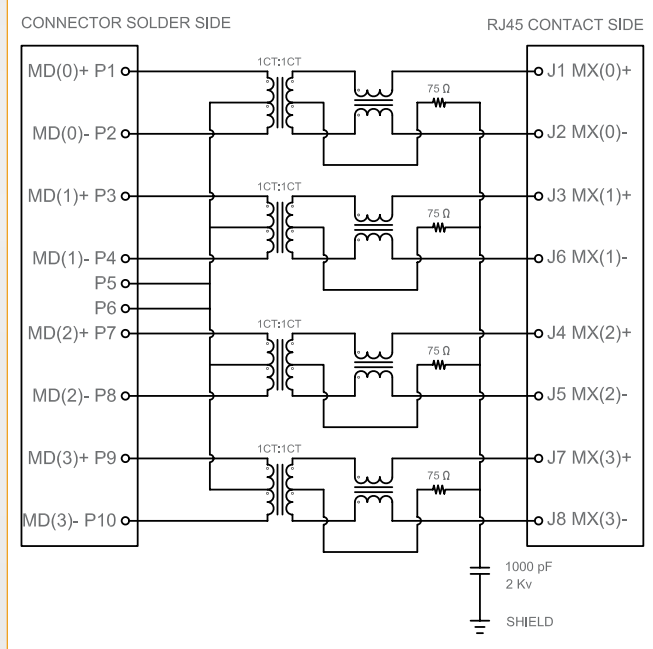 CONNECTOR SOLDER SIDE
RJ45 CONTACT SIDE
MD(0)+ P1
1CT:1CT
75 Ω
J1 MX(0)+
MD(0)- P2
J2 MX(0)-
MD(1)+ P3
1CT:1CT
75 Ω
J3 MX(1)+
MD(1)- P4
J6 MX(1)-
P5
P6
MD(2)+ P7
1CT:1CT
75 Ω
J4 MX(2)+
MD(2)- P8
J5 MX(2)-
MD(3)+ P9
1CT:1CT
75 Ω
J7 MX(3)+
MD(3)- P10
J8 MX(3)-
1000 pF
2 Kv
SHIELD